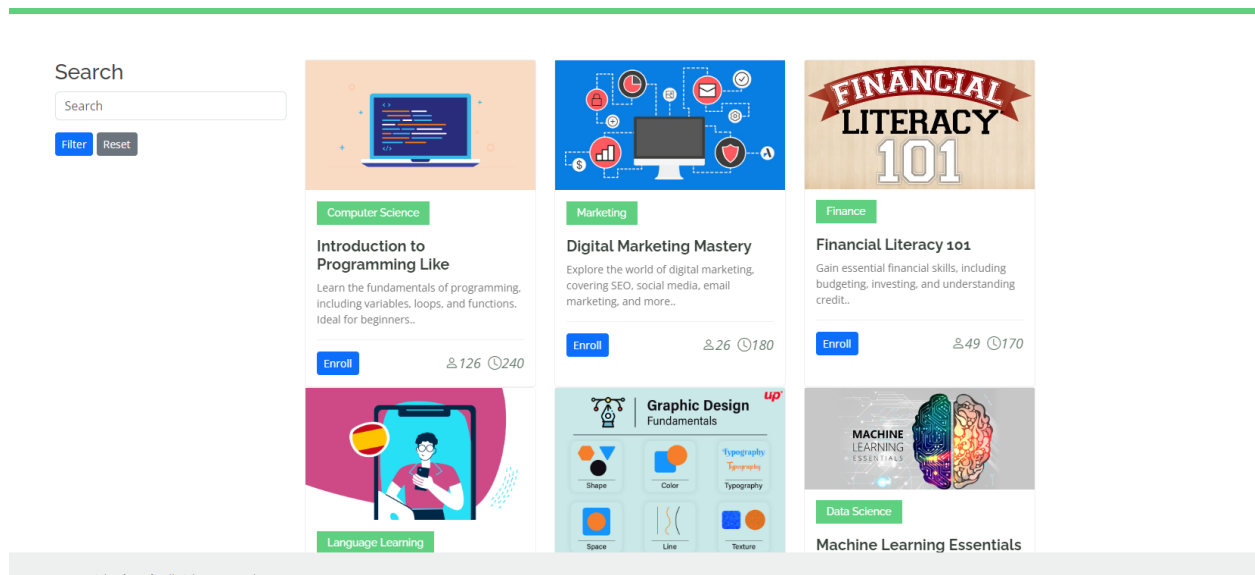 Search
Search
Filter Reset
Computer Science
Introduction to
Programming Like
Learn the fundamentals of programming,
including variables, loops, and functions.
Ideal for beginners..
Enroll 126 240
Marketing
Digital Marketing Mastery
Explore the world of digital marketing,
covering SEO, social media, email
marketing, and more..
Enroll 26 180
FINANCIAL
LITERACY
101
Finance
Financial Literacy 101
Gain essential financial skills, including
budgeting, investing, and understanding
credit..
Enroll 49 170
Language Learning
up
Graphic Design
Fundamentals
Shape
Color
Typography
Typography
Typography
Space
Line
Texture
MACHINE
LEARNING
ESSENTIALS
Data Science
Machine Learning Essentials